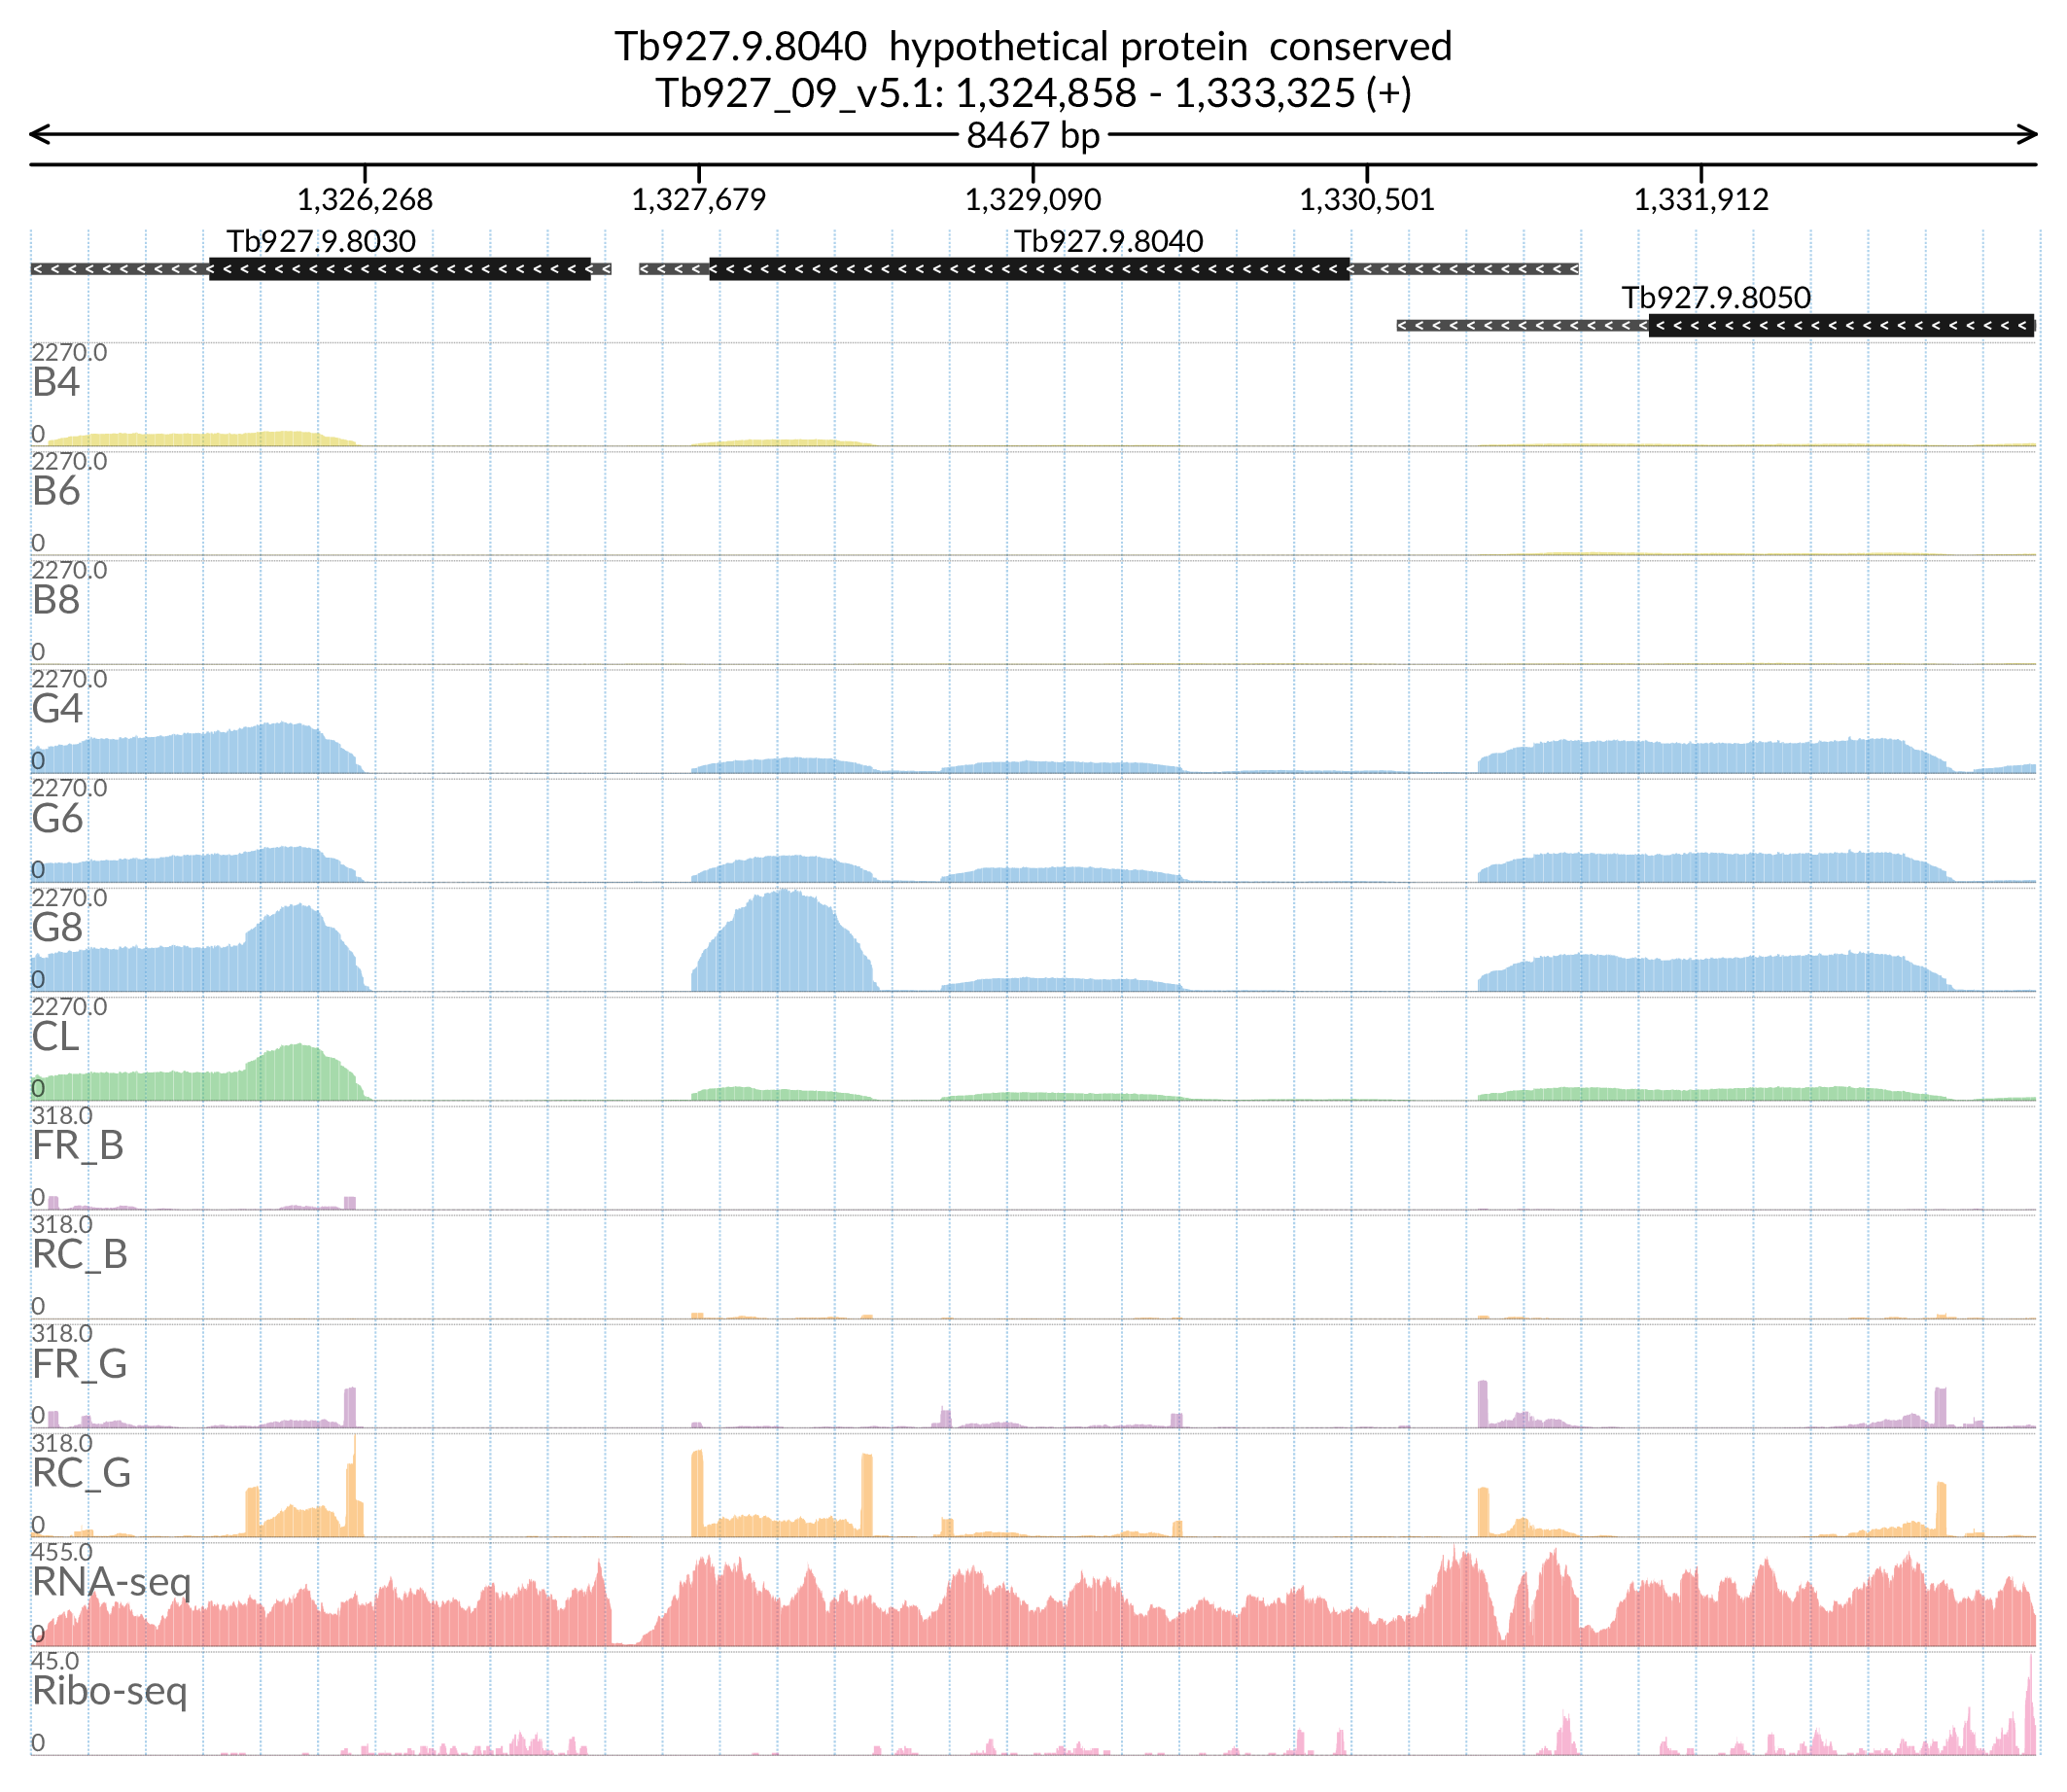 Tb927.9.8040  hypothetical protein  conserved
Tb927_09_v5.1: 1,324,858 - 1,333,325 (+)
8467 bp
1,326,268 1,327,679 1,329,090 1,330,501 1,331,912
Tb927.9.8030 Tb927.9.8040
Tb927.9.8050
2270.0
B4
0
2270.0
B6
0
2270.0
B8
0
2270.0
G4
0
2270.0
G6
0
2270.0
G8
0
2270.0
CL
0
318.0
FR_B
0
318.0
RC_B
0
318.0
FR_G
0
318.0
RC_G
0
455.0
RNA-seq
0
45.0
Ribo-seq
0